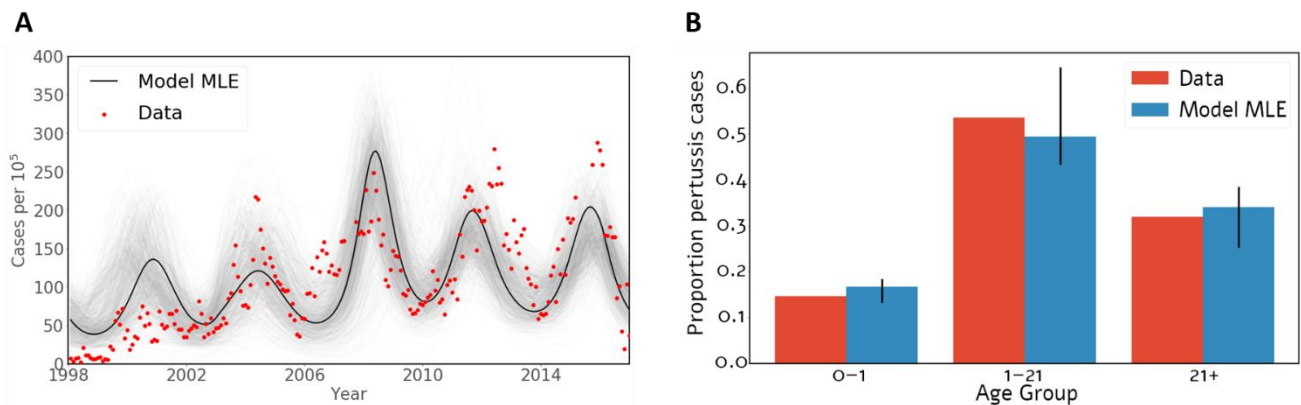 A
Cases per 10⁵
400
350
300
250
200
150
100
50
0
1998
2002
2006
2010
2014
Year
Model MLE
Data
B
Proportion pertussis cases
0.6
0.5
0.4
0.3
0.2
0.1
0.0
0-1
1-21
21+
Age Group
Data
Model MLE